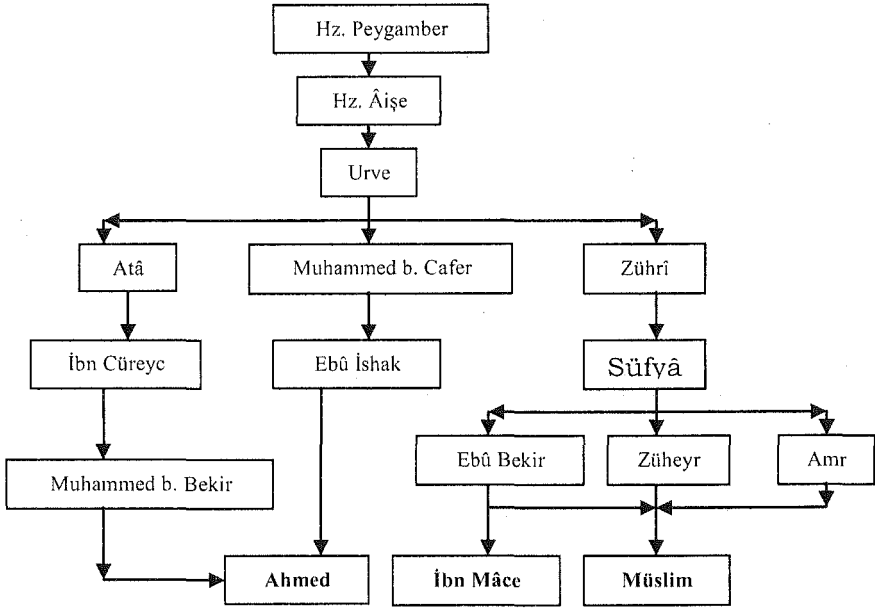 Hz. Peygamber
Hz. Âişe
Urve
Atâ
Muhammed b. Cafer
Zührî
İbn Cüreyc
Ebû İshak
Süfyâ
Ebû Bekir
Züheyr
Amr
Muhammed b. Bekir
Ahmed
İbn Mâce
Müslim